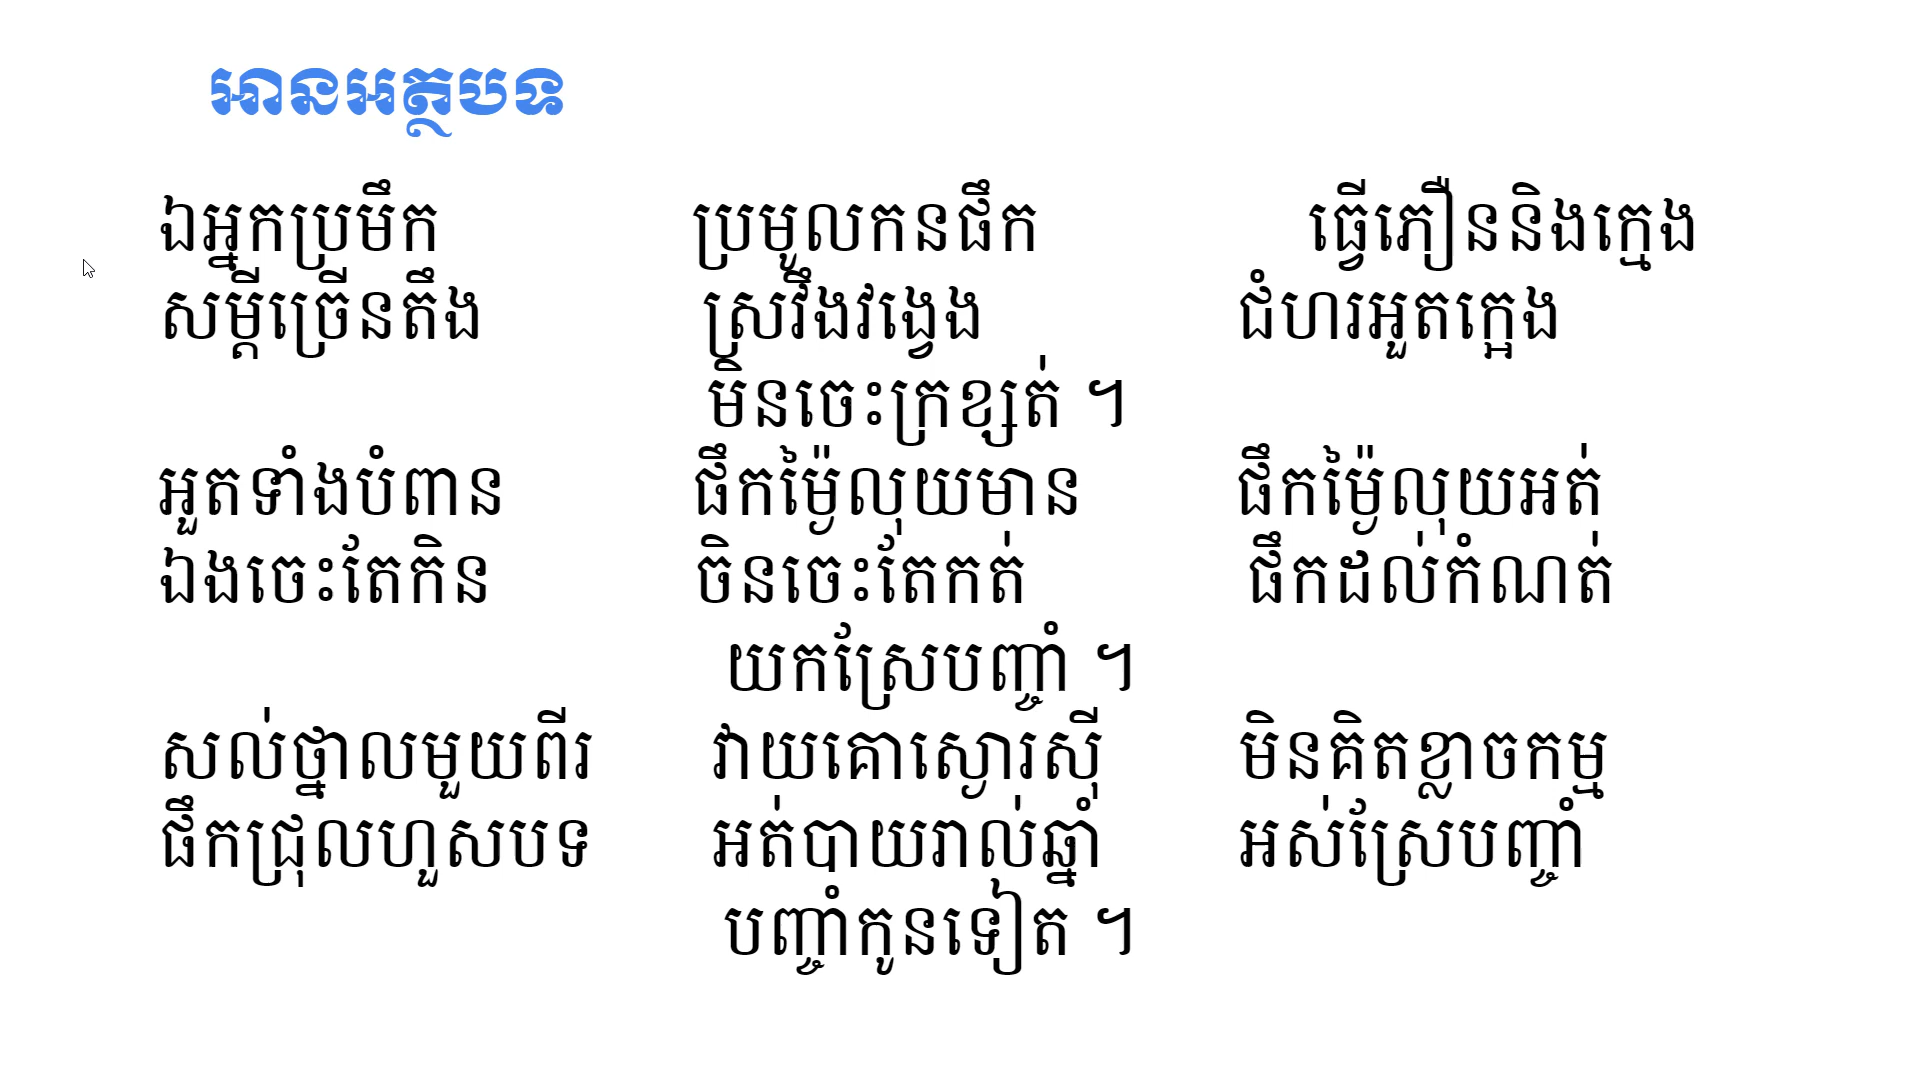 អានអត្ថបទ
ឯអ្នកប្រមឹក ប្រមូលកនផឹក ធ្វើភឿននិងក្មេង
សម្ដីច្រើនតឹង ស្រវឹងវង្វេង ជំហរអួតក្អេង
មិនចេះក្រខ្សត់ ។
អួតទាំងបំពាន ផឹកម្ង៉ៃលុយមាន ផឹកម្ង៉ៃលុយអត់
ឯងចេះតែកិន ចិនចេះតែកត់ ផឹកដល់កំណត់
យកស្រែបញ្ចាំ ។
សល់ថ្នាលមួយពីរ វាយគោស្ងោរស៊ី មិនគិតខ្លាចកម្ម
ផឹកជ្រុលហួសបទ អត់បាយរាល់ឆ្នាំ អស់ស្រែបញ្ចាំ
បញ្ចាំកូនទៀត ។